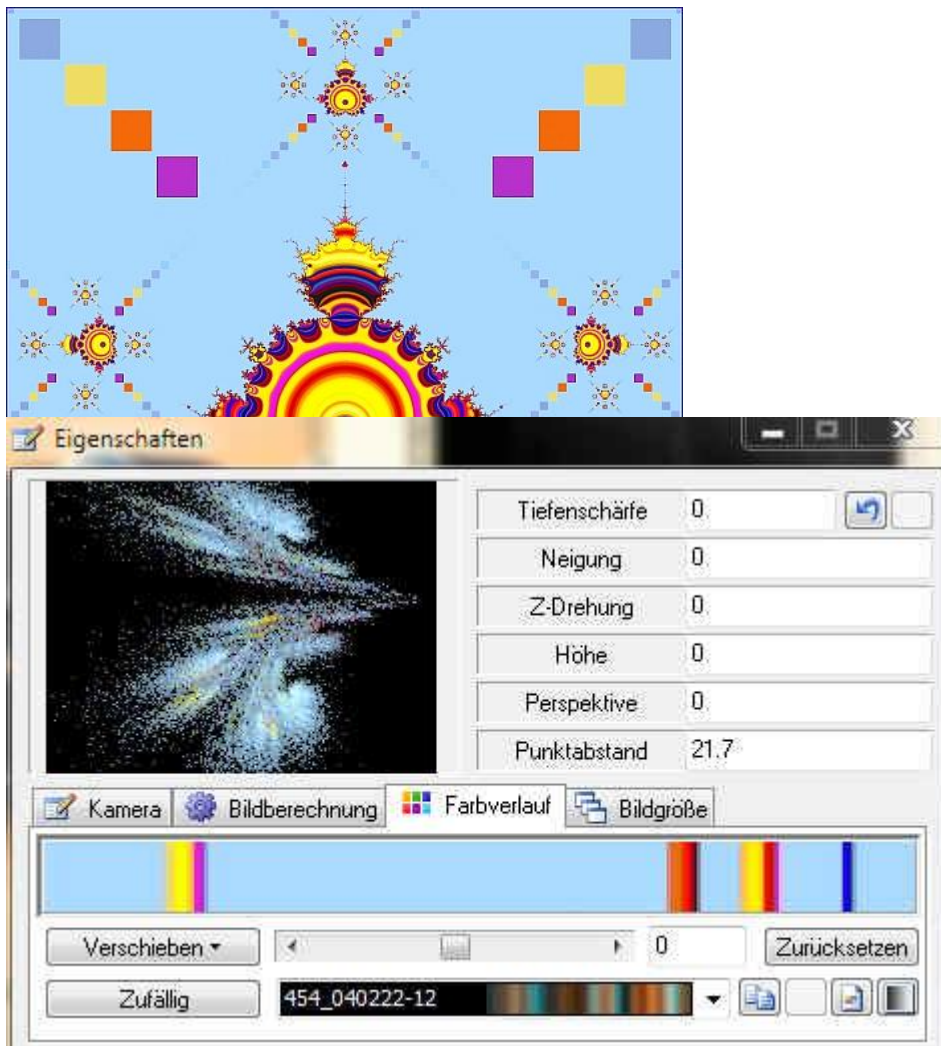 Eigenschaften
Tiefenschärfe 0
Neigung 0
Z-Drehung 0
Höhe 0
Perspektive 0
Punktabstand 21.7
Kamera Bildberechnung Farbverlauf Bildgröße
Verschieben 0 Zurücksetzen
Zufällig 454_040222-12